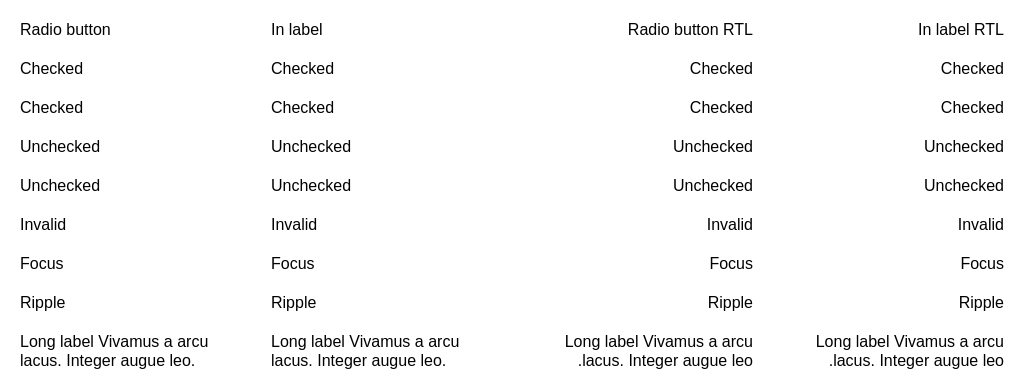 Radio button
In label
Radio button RTL
In label RTL
Checked
Checked
Checked
Checked
Checked
Checked
Checked
Checked
Unchecked
Unchecked
Unchecked
Unchecked
Unchecked
Unchecked
Unchecked
Unchecked
Invalid
Invalid
Invalid
Invalid
Focus
Focus
Focus
Focus
Ripple
Ripple
Ripple
Ripple
Long label Vivamus a arcu
lacus. Integer augue leo.
Long label Vivamus a arcu
lacus. Integer augue leo.
Long label Vivamus a arcu
.lacus. Integer augue leo
Long label Vivamus a arcu
.lacus. Integer augue leo